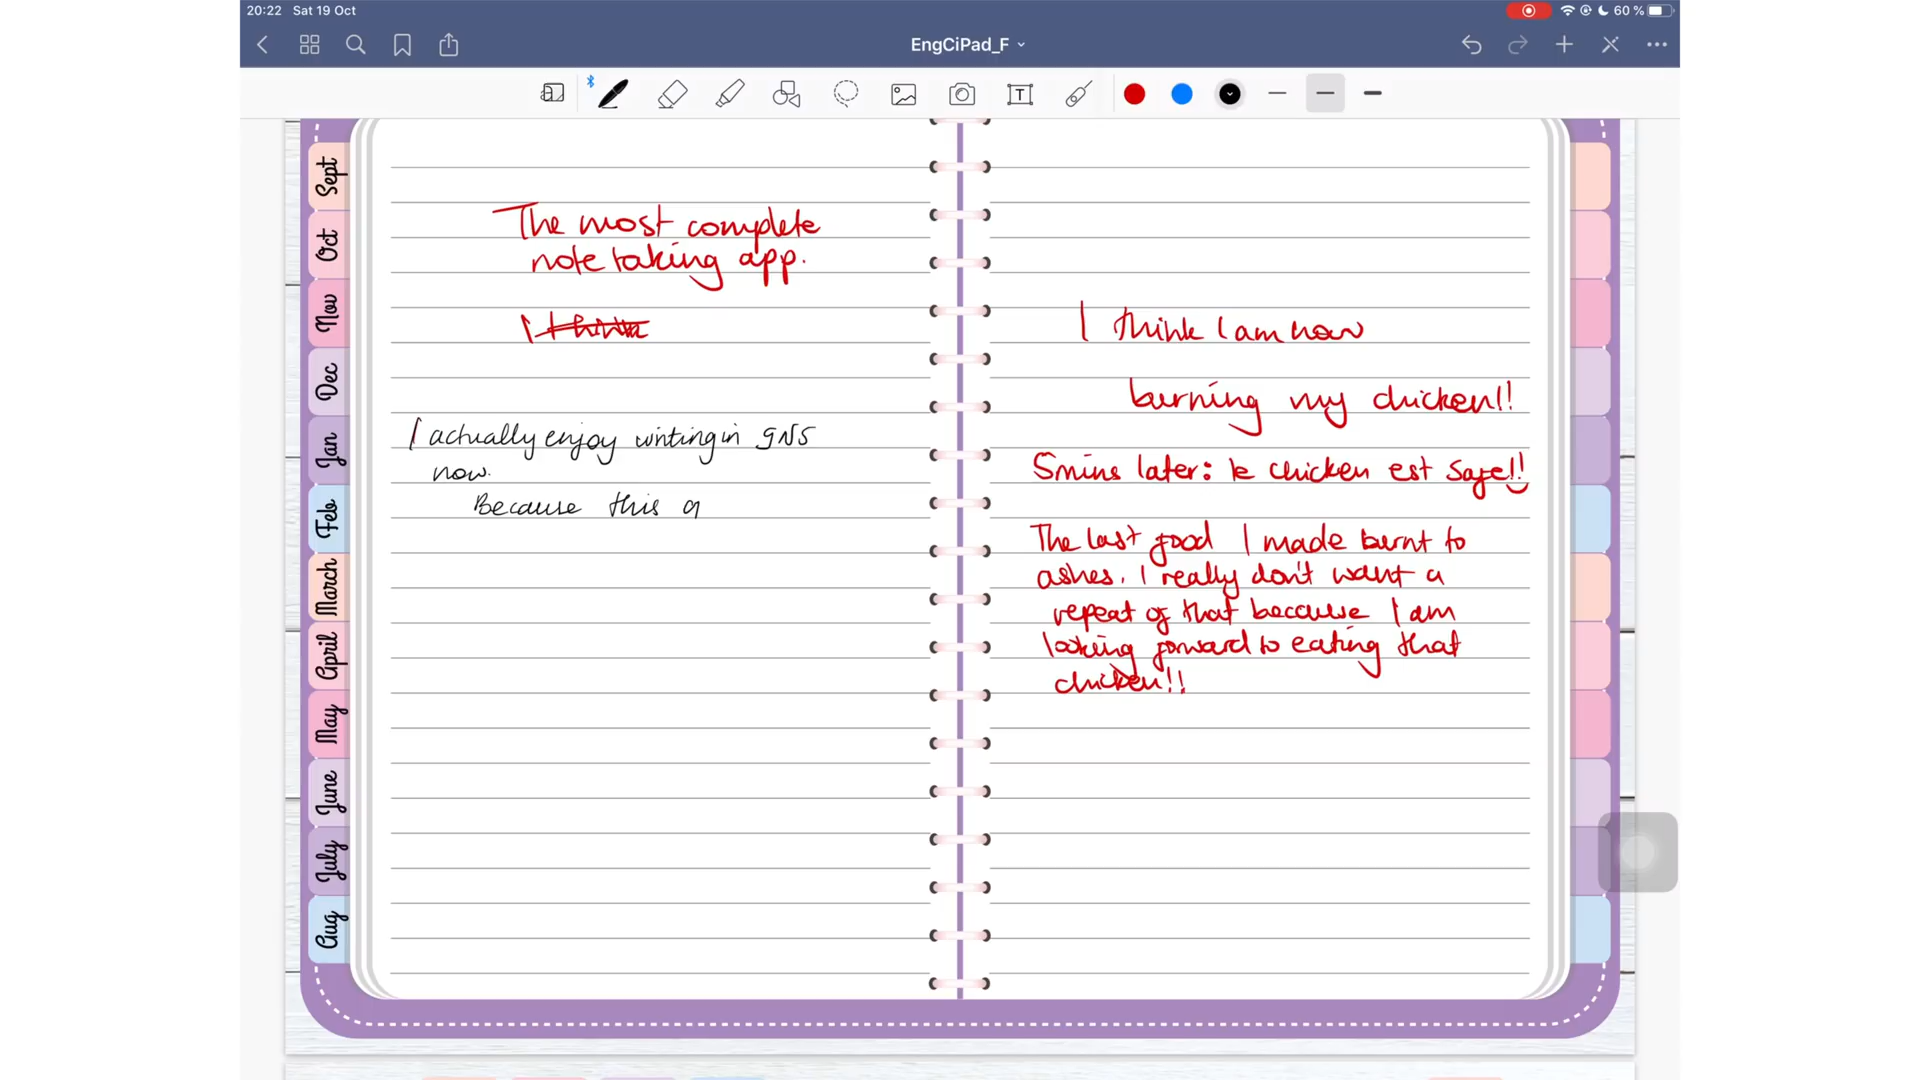 20:22 Sat 19 Oct
60 %
EngCiPad_F
T
Sept
Oct
Nov
Dec
Jan
Feb
March
April
May
June
July
Aug
The most complete
note taking app.
I think
I actually enjoy writing in GN5
now.
Because this a
I think I am now
burning my chicken!!
5mins later: le chicken est safe!!
The last good I made burnt to
ashes. I really don't want a
repeat of that because I am
looking forward to eating that
chicken!!